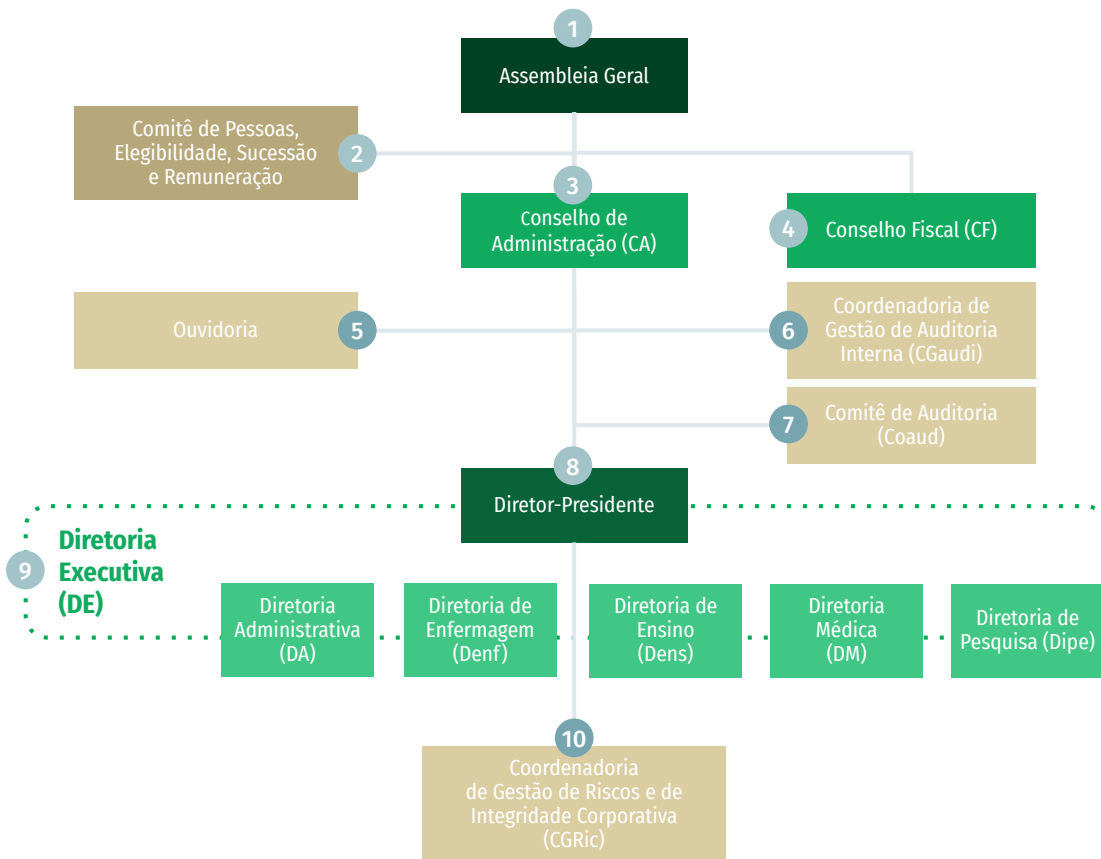 1
Assembleia Geral
Comitê de Pessoas,
Elegibilidade, Sucessão
e Remuneração
2
3
Conselho de
Administração (CA)
4
Conselho Fiscal (CF)
Ouvidoria
5
6
Coordenadoria de
Gestão de Auditoria
Interna (CGaudi)
7
Comitê de Auditoria
(Coaud)
8
Diretor-Presidente
9
Diretoria
Executiva
(DE)
Diretoria
Administrativa
(DA)
Diretoria de
Enfermagem
(Denf)
Diretoria de
Ensino
(Dens)
Diretoria
Médica
(DM)
Diretoria de
Pesquisa (Dipe)
10
Coordenadoria
de Gestão de Riscos e de
Integridade Corporativa
(CGRic)